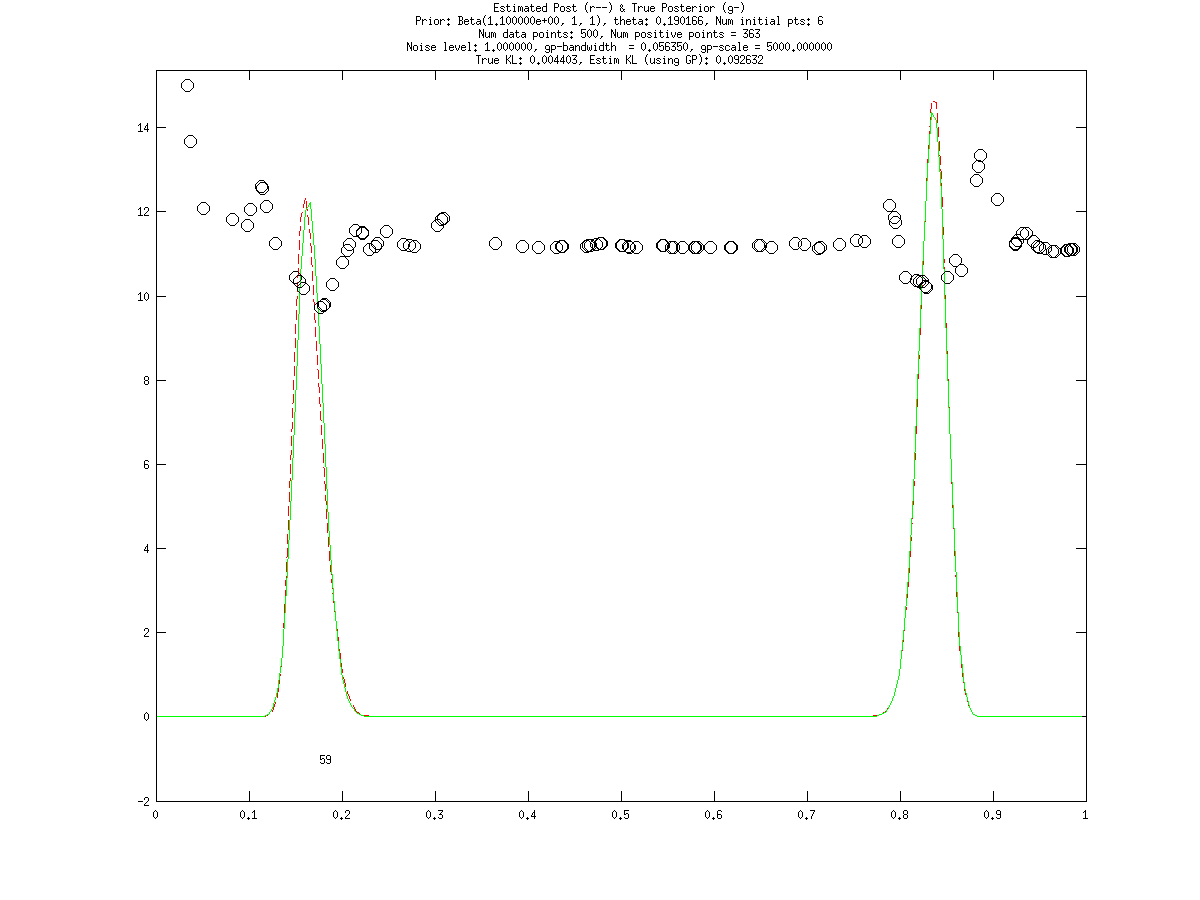 Estimated Post (r--) & True Posterior (g-)
Prior: Beta(1.100000e+00, 1, 1), theta: 0.190166, Num initial pts: 6
Num data points: 500, Num positive points = 363
Noise level: 1.000000, gp-bandwidth  = 0.056350, gp-scale = 5000.000000
True KL: 0.004403, Estim KL (using GP): 0.092632
14
12
10
8
6
4
2
0
59
-2
0 0.1 0.2 0.3 0.4 0.5 0.6 0.7 0.8 0.9 1